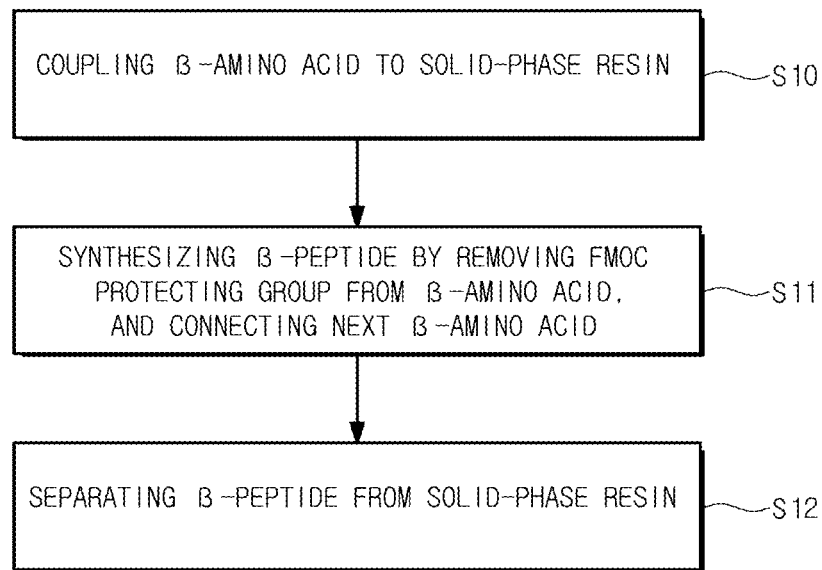 COUPLING β-AMINO ACID TO SOLID-PHASE RESIN
S10
SYNTHESIZING β-PEPTIDE BY REMOVING FMOC
PROTECTING GROUP FROM β-AMINO ACID,
AND CONNECTING NEXT β-AMINO ACID
S11
SEPARATING β-PEPTIDE FROM SOLID-PHASE RESIN
S12